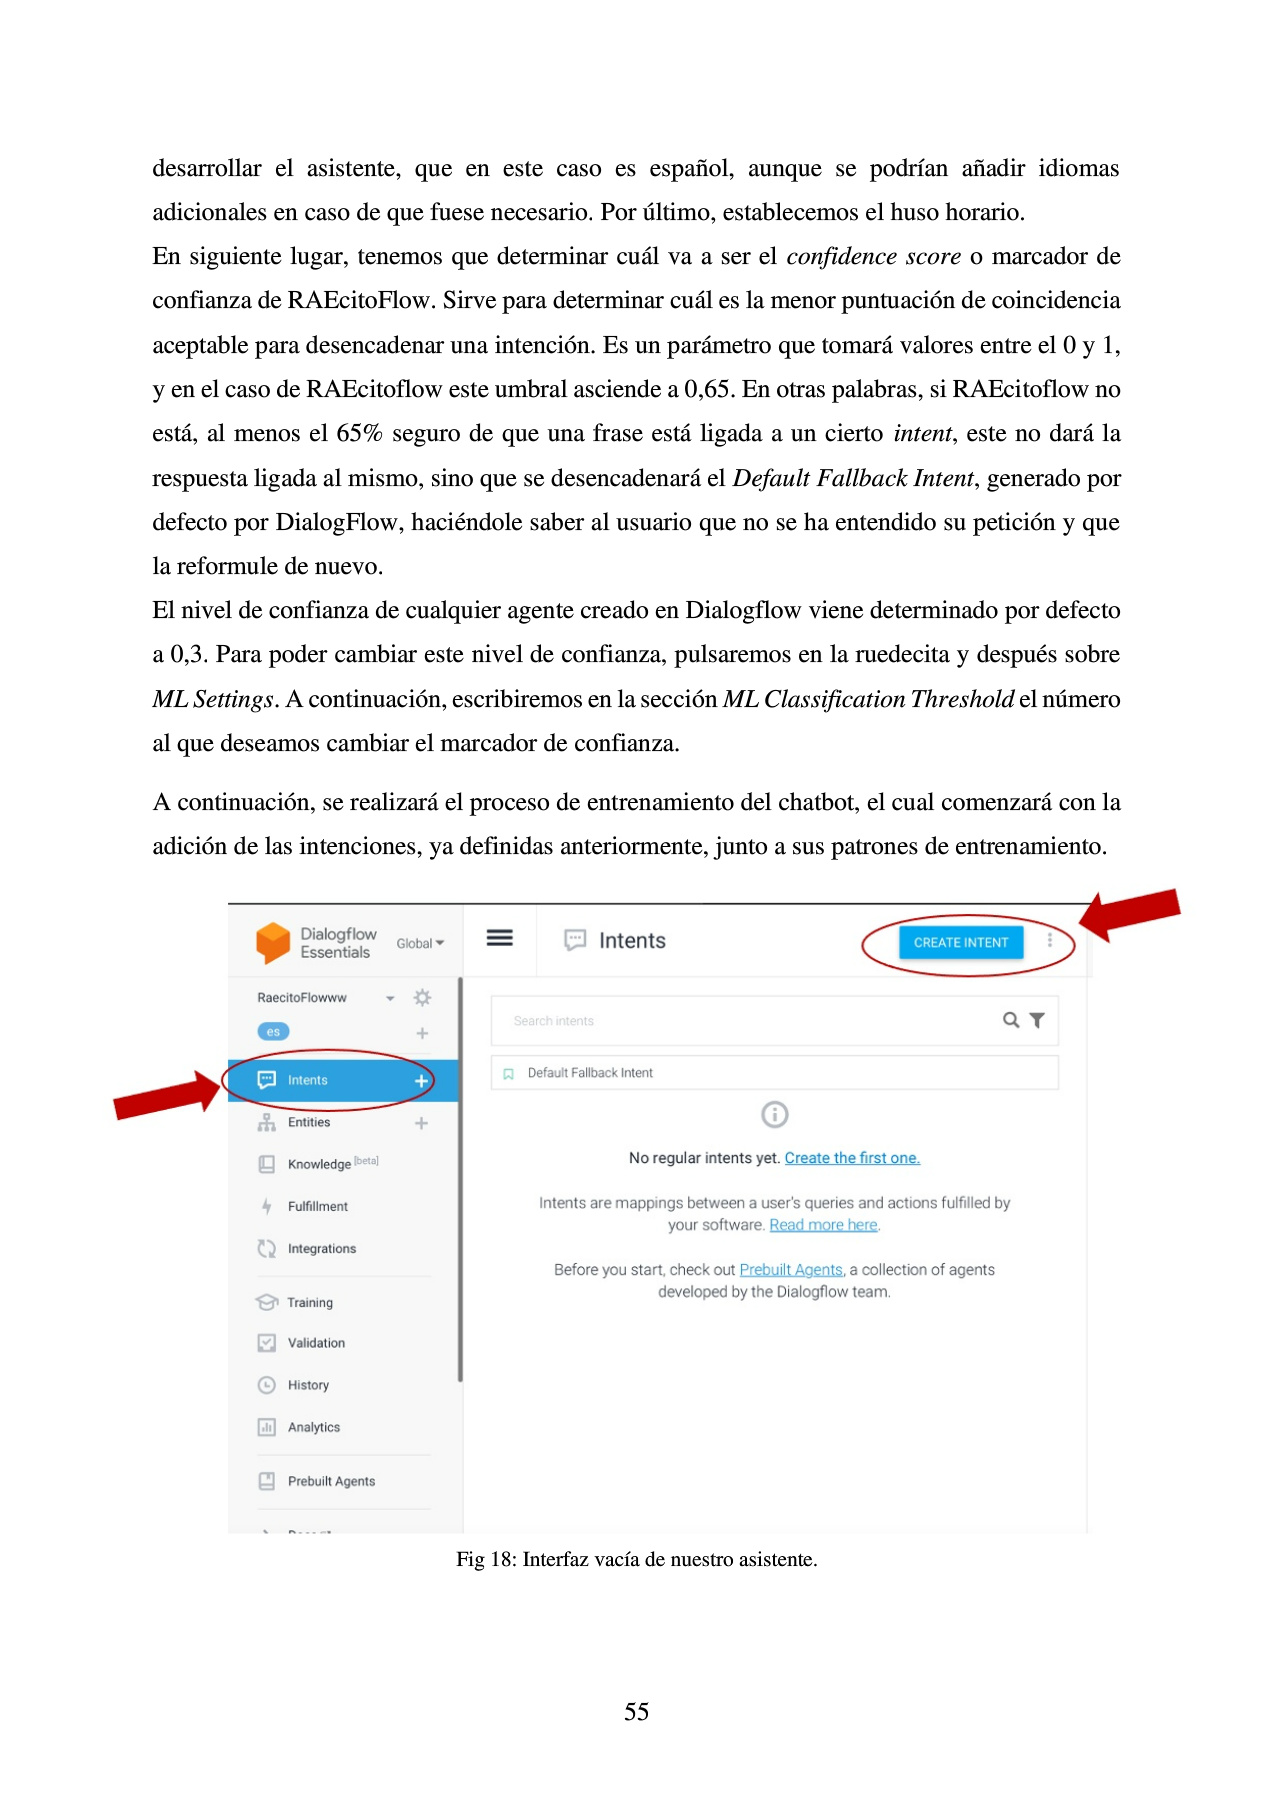 desarrollar el asistente, que en este caso es español, aunque se podrían añadir idiomas
adicionales en caso de que fuese necesario. Por último, establecemos el huso horario.
En siguiente lugar, tenemos que determinar cuál va a ser el confidence score o marcador de
confianza de RAEcitoFlow. Sirve para determinar cuál es la menor puntuación de coincidencia
aceptable para desencadenar una intención. Es un parámetro que tomará valores entre el 0 y 1,
y en el caso de RAEcitoflow este umbral asciende a 0,65. En otras palabras, si RAEcitoflow no
está, al menos el 65% seguro de que una frase está ligada a un cierto intent, este no dará la
respuesta ligada al mismo, sino que se desencadenará el Default Fallback Intent, generado por
defecto por DialogFlow, haciéndole saber al usuario que no se ha entendido su petición y que
la reformule de nuevo.
El nivel de confianza de cualquier agente creado en Dialogflow viene determinado por defecto
a 0,3. Para poder cambiar este nivel de confianza, pulsaremos en la ruedecita y después sobre
ML Settings. A continuación, escribiremos en la sección ML Classification Threshold el número
al que deseamos cambiar el marcador de confianza.
A continuación, se realizará el proceso de entrenamiento del chatbot, el cual comenzará con la
adición de las intenciones, ya definidas anteriormente, junto a sus patrones de entrenamiento.
Dialogflow
Essentials
Global
Intents
CREATE INTENT
RaecitoFlowww
es
Intents
Entities
Knowledge [beta]
Fulfillment
Integrations
Training
Validation
History
Analytics
Prebuilt Agents
Search intents
Default Fallback Intent
No regular intents yet. Create the first one.
Intents are mappings between a user's queries and actions fulfilled by
your software. Read more here.
Before you start, check out Prebuilt Agents, a collection of agents
developed by the Dialogflow team.
Fig 18: Interfaz vacía de nuestro asistente.
55